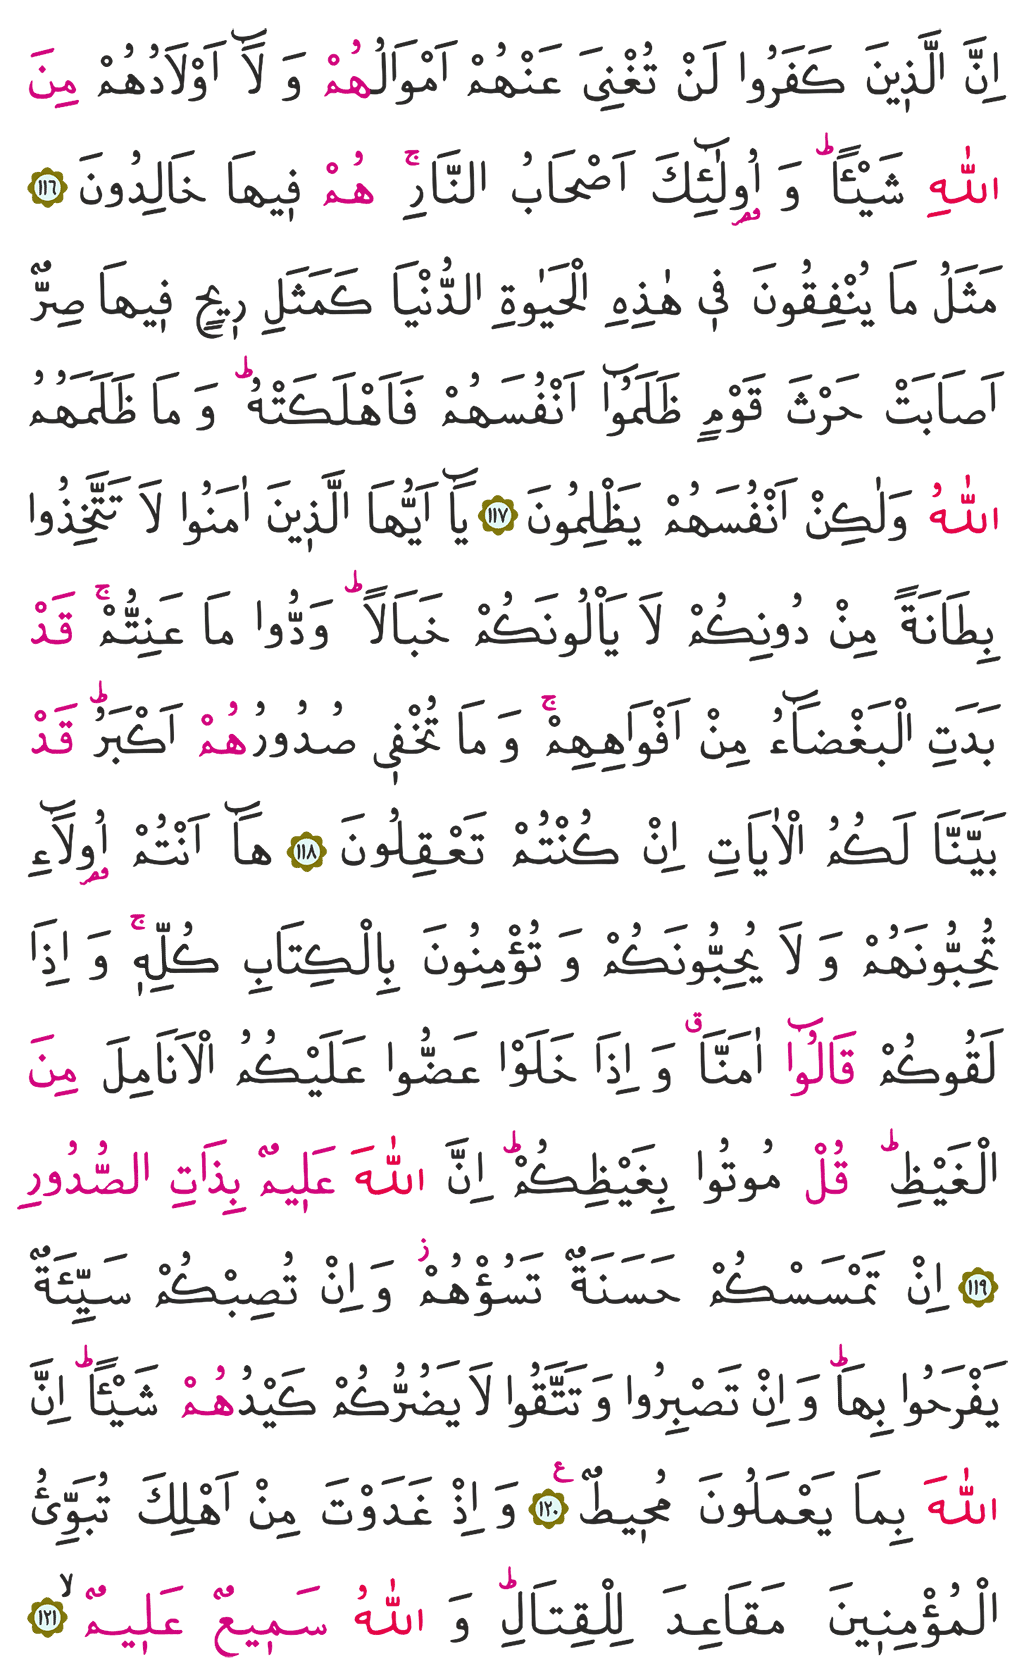 اِنَّ الَّذ۪ينَ كَفَرُوا لَنْ تُغْنِىَ عَنْهُمْ اَمْوَالُهُمْ وَ لَٓا اَوْلَادُهُمْ مِنَ
اللّٰهِ شَيْـًٔاۜ وَ اُو۬لٰٓئِكَ اَصْحَابُ النَّارِۚ هُمْ ف۪يهَا خَالِدُونَ ﴿١١٦﴾
مَثَلُ مَا يُنْفِقُونَ ف۪ي هٰذِهِ الْحَيٰوةِ الدُّنْيَا كَمَثَلِ ر۪يحٍ ف۪يهَا صِرٌّ
اَصَابَتْ حَرْثَ قَوْمٍ ظَلَمُٓوا اَنْفُسَهُمْ فَاَهْلَكَتْهُۜ وَ مَا ظَلَمَهُمُ
اللّٰهُ وَلٰكِنْ اَنْفُسَهُمْ يَظْلِمُونَ ﴿١١٧﴾ يَٓا اَيُّهَا الَّذ۪ينَ اٰمَنُوا لَا تَتَّخِذُوا
بِطَانَةً مِنْ دُونِكُمْ لَا يَاْلُونَكُمْ خَبَالًاۜ وَدُّوا مَا عَنِتُّمْۚ قَدْ
بَدَتِ الْبَغْضَٓاءُ مِنْ اَفْوَاهِهِمْۚ وَ مَا تُخْف۪ي صُدُورُهُمْ اَكْبَرُۜ قَدْ
بَيَّنَّا لَكُمُ الْاٰيَاتِ اِنْ كُنْتُمْ تَعْقِلُونَ ﴿١١٨﴾ هَٓا اَنْتُمْ اُو۬لَٓاءِ
تُحِبُّونَهُمْ وَ لَا يُحِبُّونَكُمْ وَ تُؤْمِنُونَ بِالْكِتَابِ كُلِّه۪ۚ وَ اِذَا
لَقُوكُمْ قَالُٓوا اٰمَنَّاۗ وَ اِذَا خَلَوْا عَضُّوا عَلَيْكُمُ الْاَنَامِلَ مِنَ
الْغَيْظِۜ قُلْ مُوتُوا بِغَيْظِكُمْۜ اِنَّ اللّٰهَ عَل۪يمٌ بِذَاتِ الصُّدُورِ
﴿١١٩﴾ اِنْ تَمْسَسْكُمْ حَسَنَةٌ تَسُؤْهُمْۘ وَ اِنْ تُصِبْكُمْ سَيِّئَةٌ
يَفْرَحُوا بِهَاۜ وَ اِنْ تَصْبِرُوا وَ تَتَّقُوا لَا يَضُرُّكُمْ كَيْدُهُمْ شَيْـًٔاۜ اِنَّ
اللّٰهَ بِمَا يَعْمَلُونَ مُح۪يطٌ ﴿١٢٠﴾ ع وَ اِذْ غَدَوْتَ مِنْ اَهْلِكَ تُبَوِّئُ
الْمُؤْمِن۪ينَ مَقَاعِدَ لِلْقِتَالِۜ وَ اللّٰهُ سَم۪يعٌ عَل۪يمٌۙ ﴿١٢١﴾